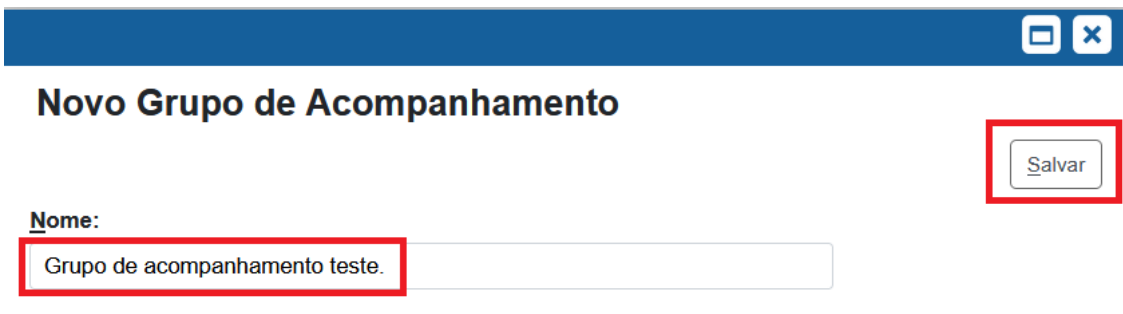 Novo Grupo de Acompanhamento
Salvar
Nome:
Grupo de acompanhamento teste.